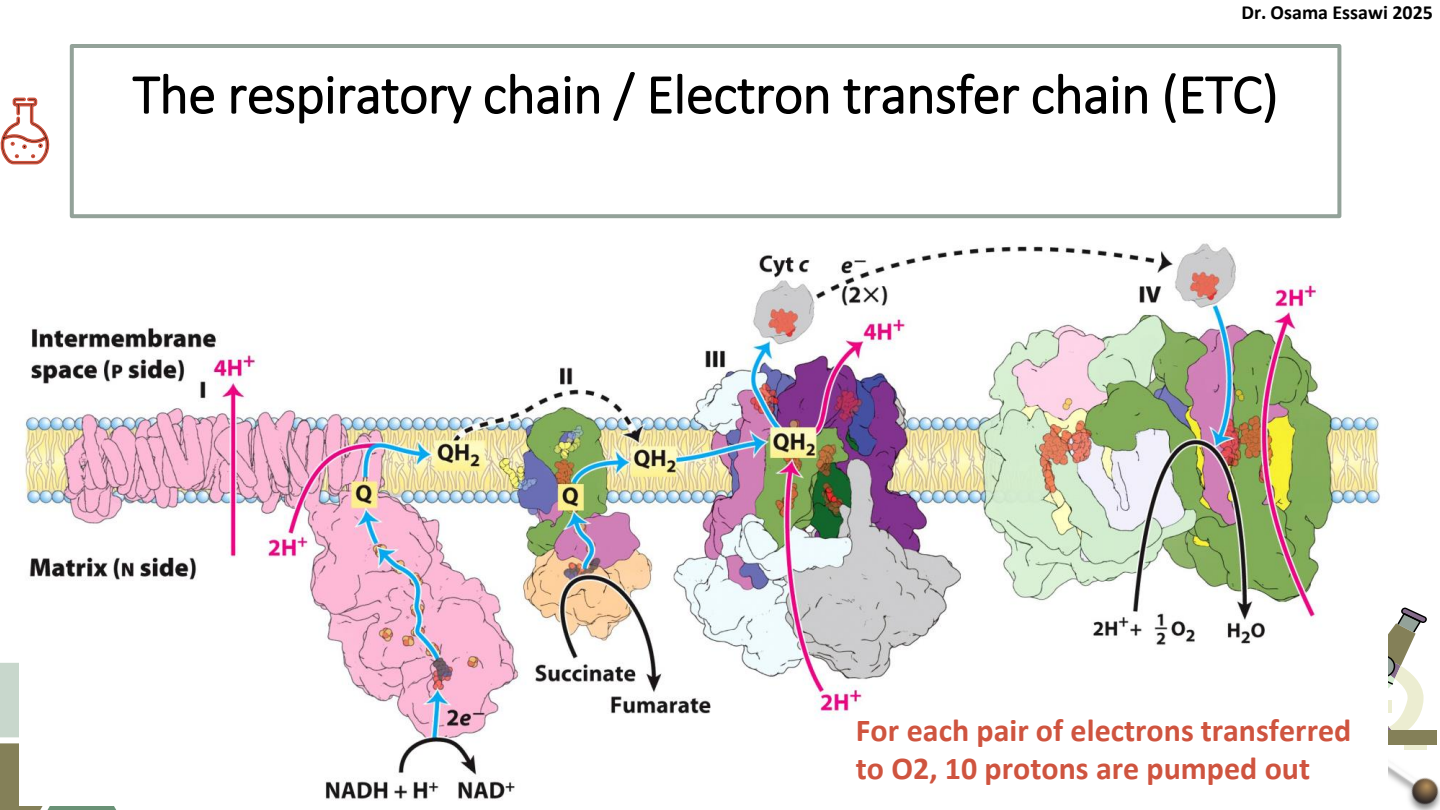 Dr. Osama Essawi 2025
The respiratory chain / Electron transfer chain (ETC)
Cyt c
e⁻
(2×)
IV
2H⁺
Intermembrane
space (P side)
4H⁺
I
II
III
4H⁺
QH₂
QH₂
QH₂
Q
Q
2H⁺
Matrix (N side)
2H⁺ + ½ O₂
H₂O
Succinate
Fumarate
2H⁺
2e⁻
NADH + H⁺
NAD⁺
For each pair of electrons transferred
to O2, 10 protons are pumped out